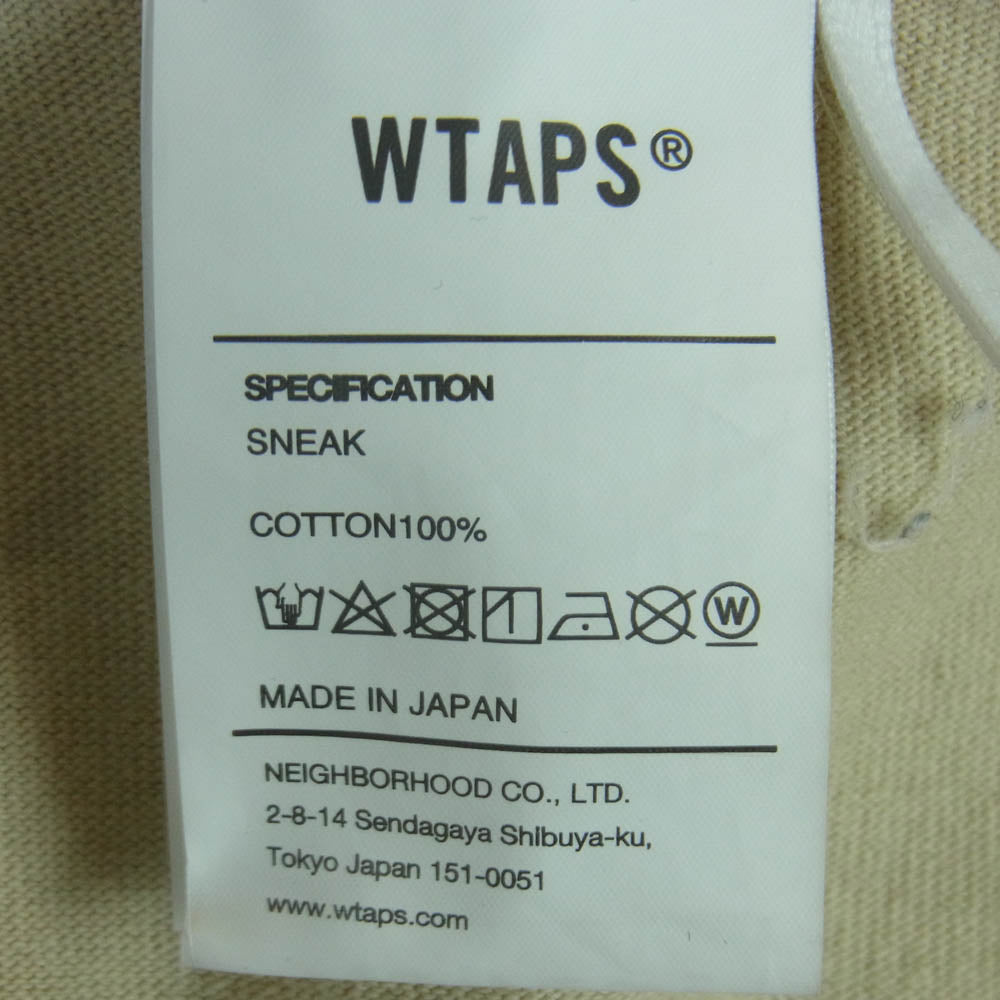 WTAPS®
SPECIFICATION
SNEAK
COTTON100%
W
MADE IN JAPAN
NEIGHBORHOOD CO., LTD.
2-8-14 Sendagaya Shibuya-ku,
Tokyo Japan 151-0051
www.wtaps.com